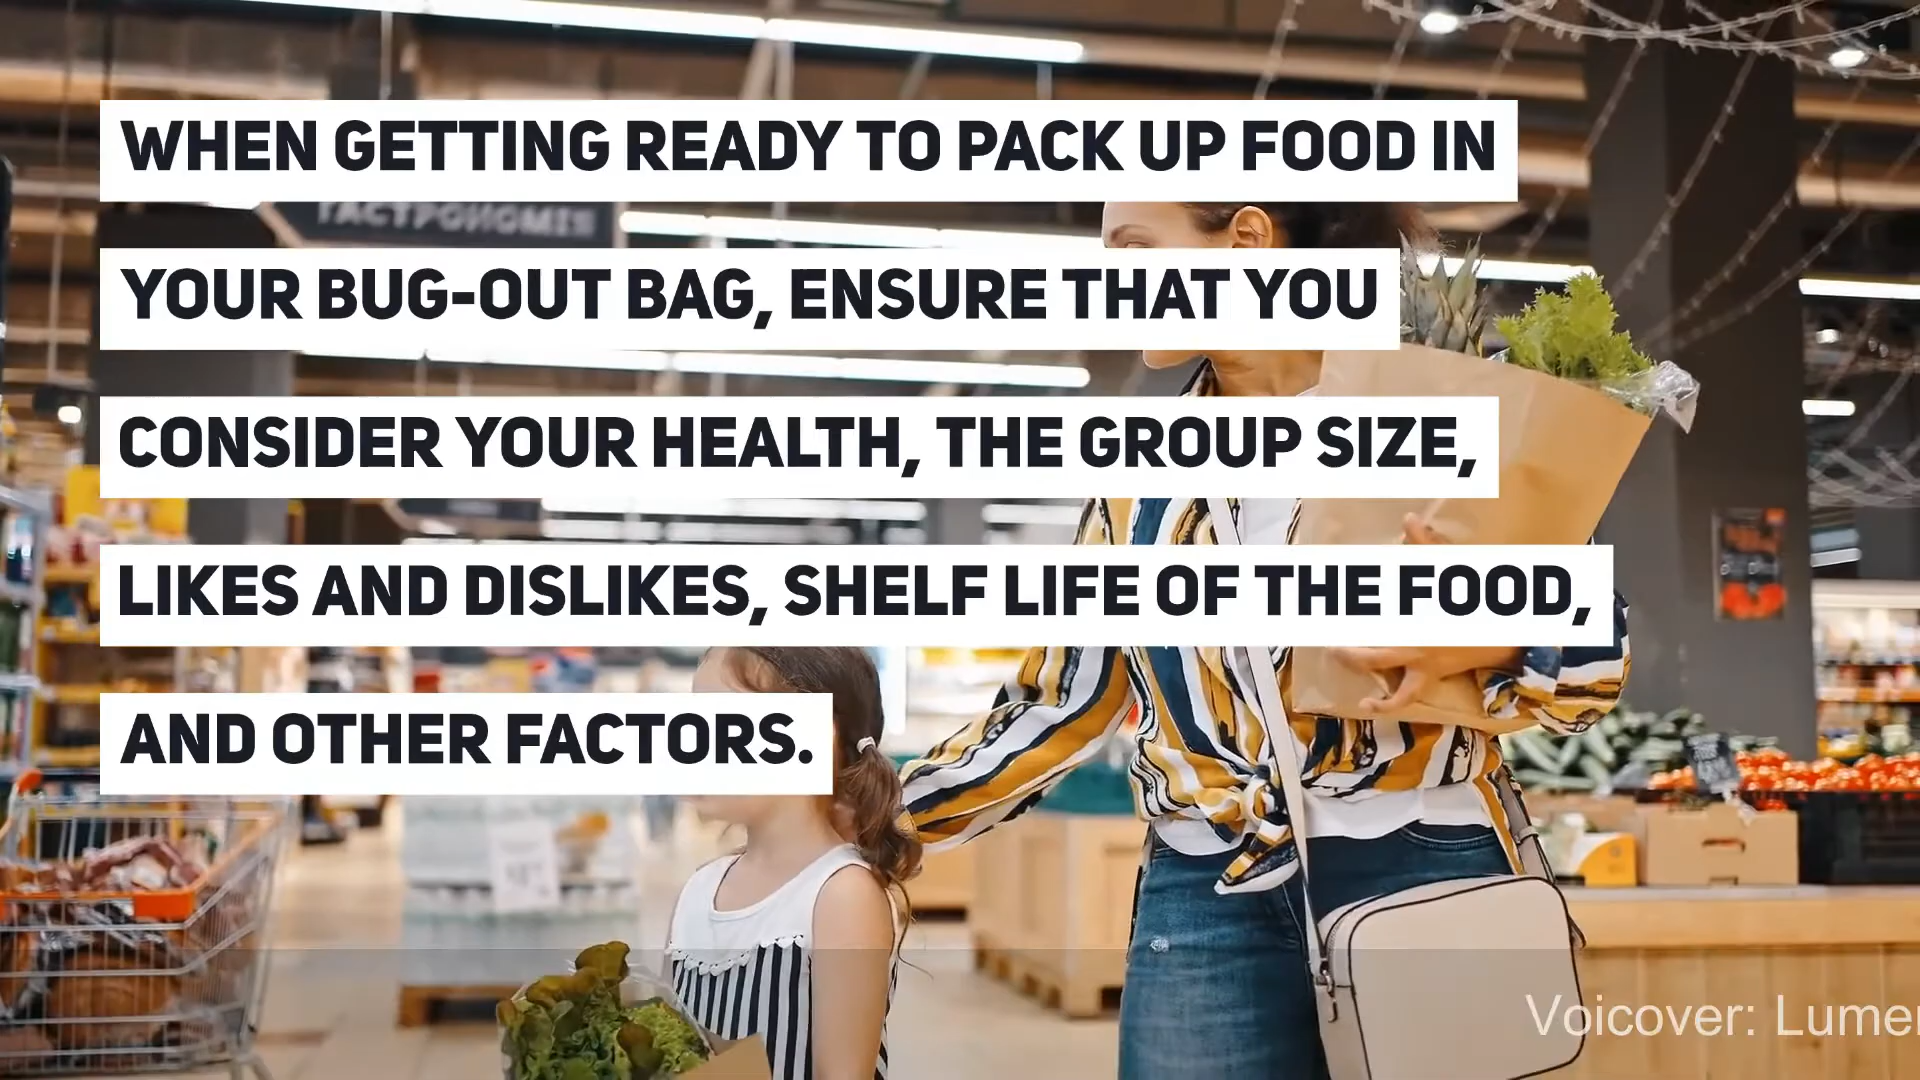 WHEN GETTING READY TO PACK UP FOOD IN
YOUR BUG-OUT BAG, ENSURE THAT YOU
CONSIDER YOUR HEALTH, THE GROUP SIZE,
LIKES AND DISLIKES, SHELF LIFE OF THE FOOD,
AND OTHER FACTORS.
Voicover: